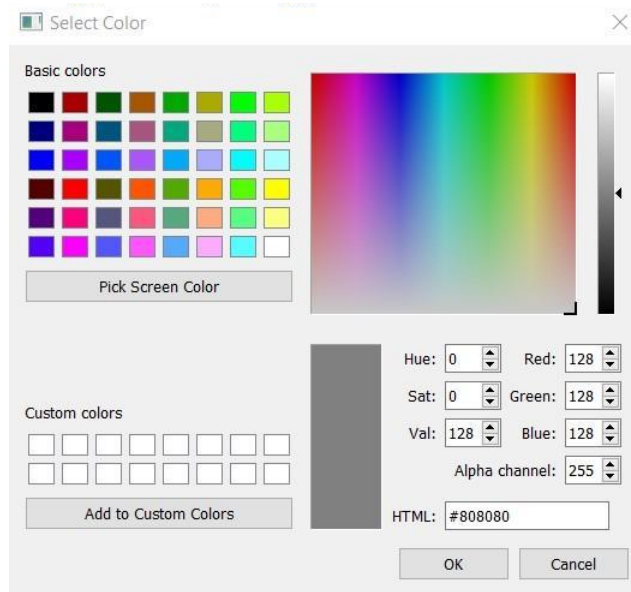 Select Color
Basic colors
Pick Screen Color
Hue: 0 Red: 128
Sat: 0 Green: 128
Custom colors
Val: 128 Blue: 128
Alpha channel: 255
Add to Custom Colors
HTML: #808080
OK Cancel